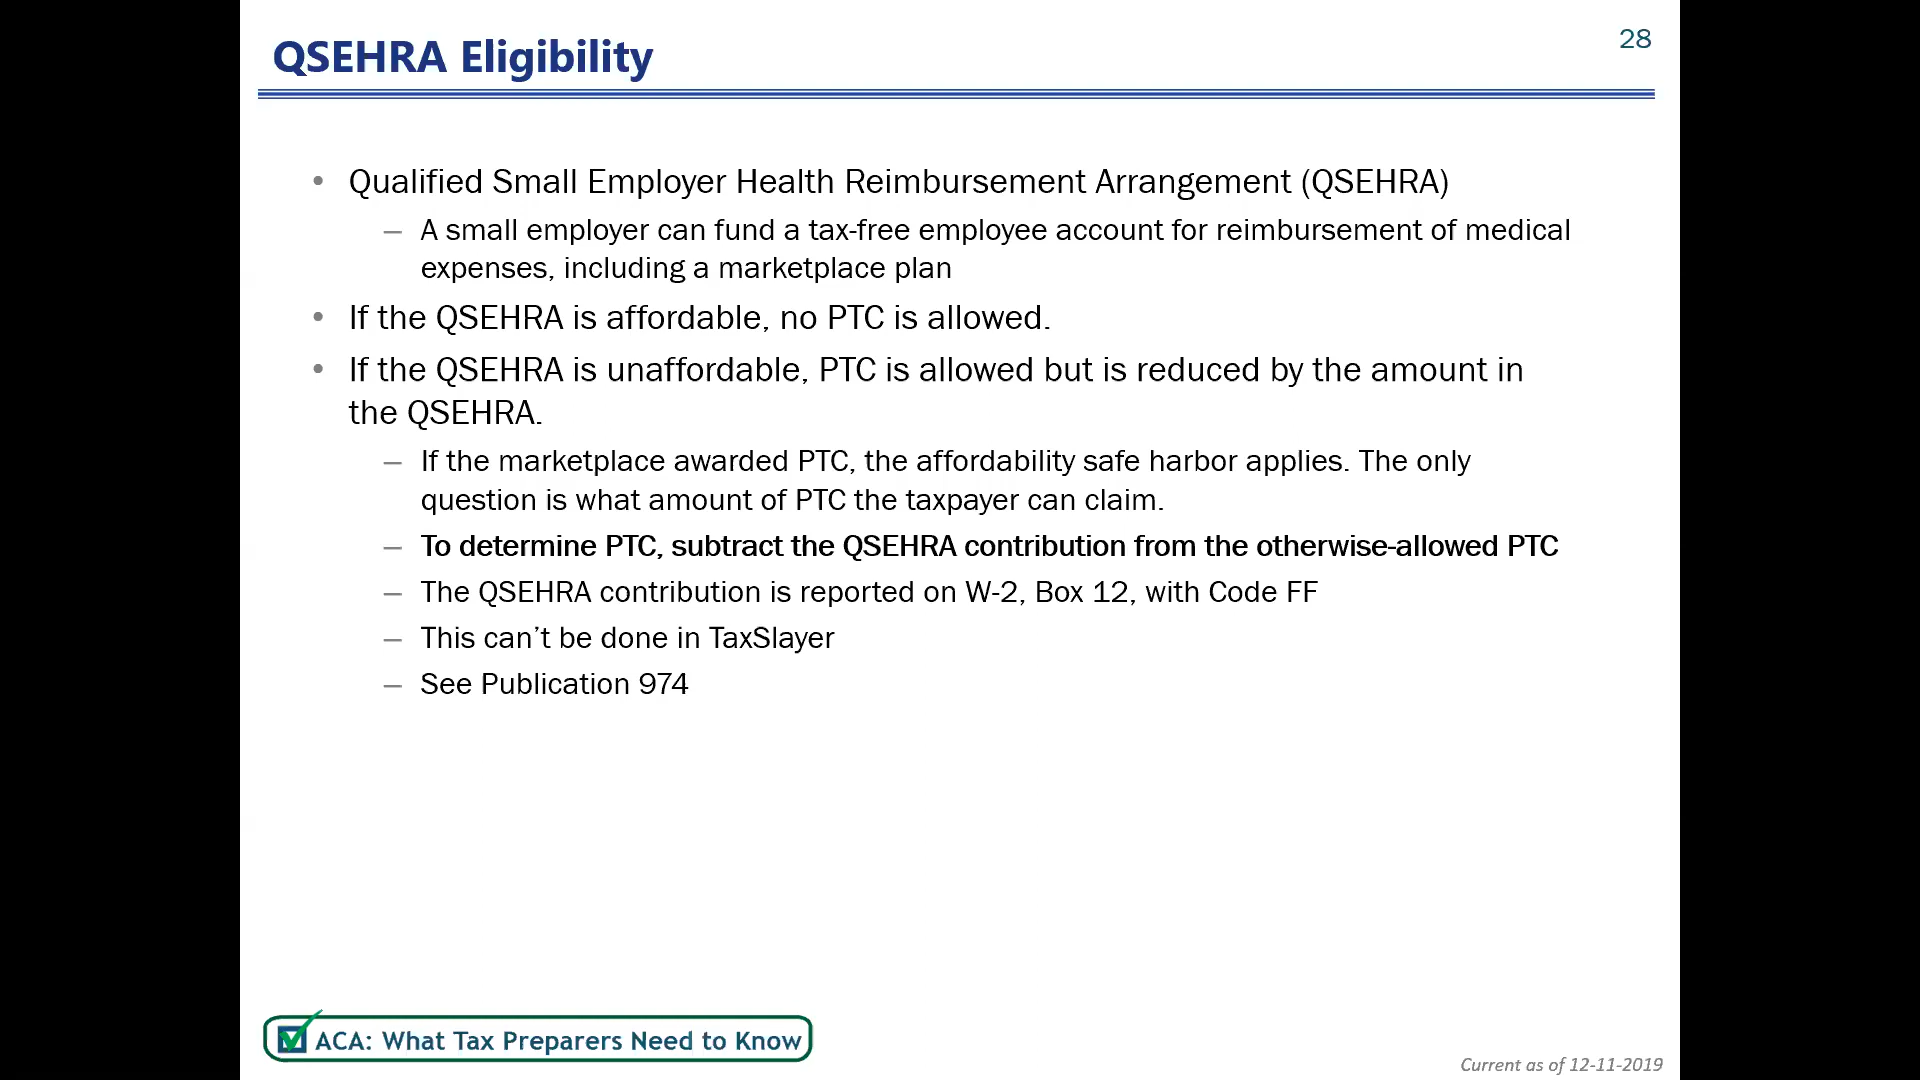 QSEHRA Eligibility
28
• Qualified Small Employer Health Reimbursement Arrangement (QSEHRA)
– A small employer can fund a tax-free employee account for reimbursement of medical
expenses, including a marketplace plan
• If the QSEHRA is affordable, no PTC is allowed.
• If the QSEHRA is unaffordable, PTC is allowed but is reduced by the amount in
the QSEHRA.
– If the marketplace awarded PTC, the affordability safe harbor applies. The only
question is what amount of PTC the taxpayer can claim.
– To determine PTC, subtract the QSEHRA contribution from the otherwise-allowed PTC
– The QSEHRA contribution is reported on W-2, Box 12, with Code FF
– This can’t be done in TaxSlayer
– See Publication 974
ACA: What Tax Preparers Need to Know
Current as of 12-11-2019